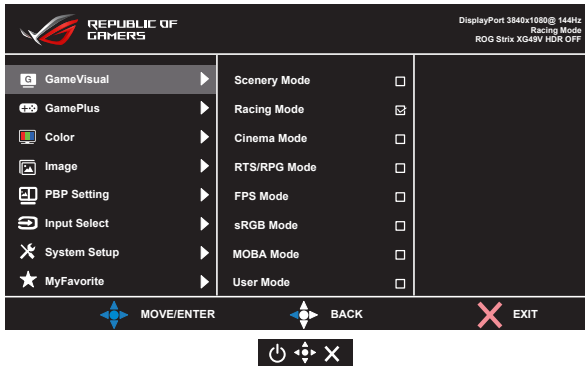 REPUBLIC OF
GAMERS
DisplayPort 3840x1080@ 144Hz
Racing Mode
ROG Strix XG49V HDR OFF
G GameVisual
GamePlus
Color
Image
PBP Setting
Input Select
System Setup
MyFavorite
Scenery Mode
Racing Mode
Cinema Mode
RTS/RPG Mode
FPS Mode
sRGB Mode
MOBA Mode
User Mode
MOVE/ENTER
BACK
EXIT